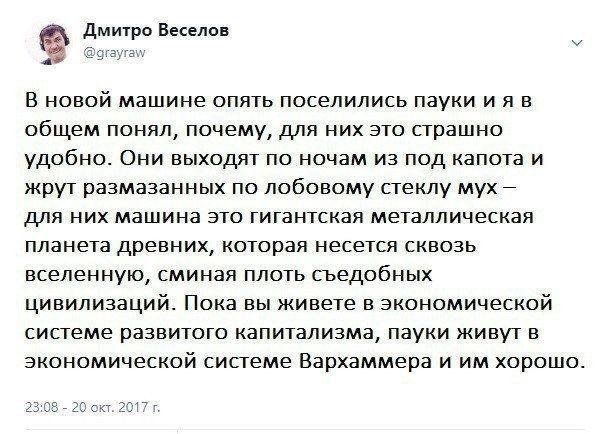 Дмитро Веселов
@grayraw
В новой машине опять поселились пауки и я в
общем понял, почему, для них это страшно
удобно. Они выходят по ночам из под капота и
жрут размазанных по лобовому стеклу мух –
для них машина это гигантская металлическая
планета древних, которая несется сквозь
вселенную, сминая плоть съедобных
цивилизаций. Пока вы живете в экономической
системе развитого капитализма, пауки живут в
экономической системе Вархаммера и им хорошо.
23:08 - 20 окт. 2017 г.